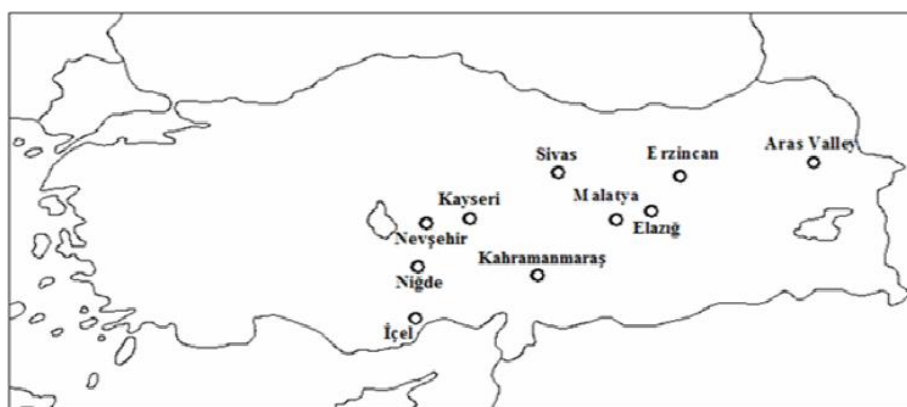 Aras Valley
Sivas
Erzincan
Kayseri
Malatya
Elazığ
Nevşehir
Kahramanmaraş
Niğde
İçel